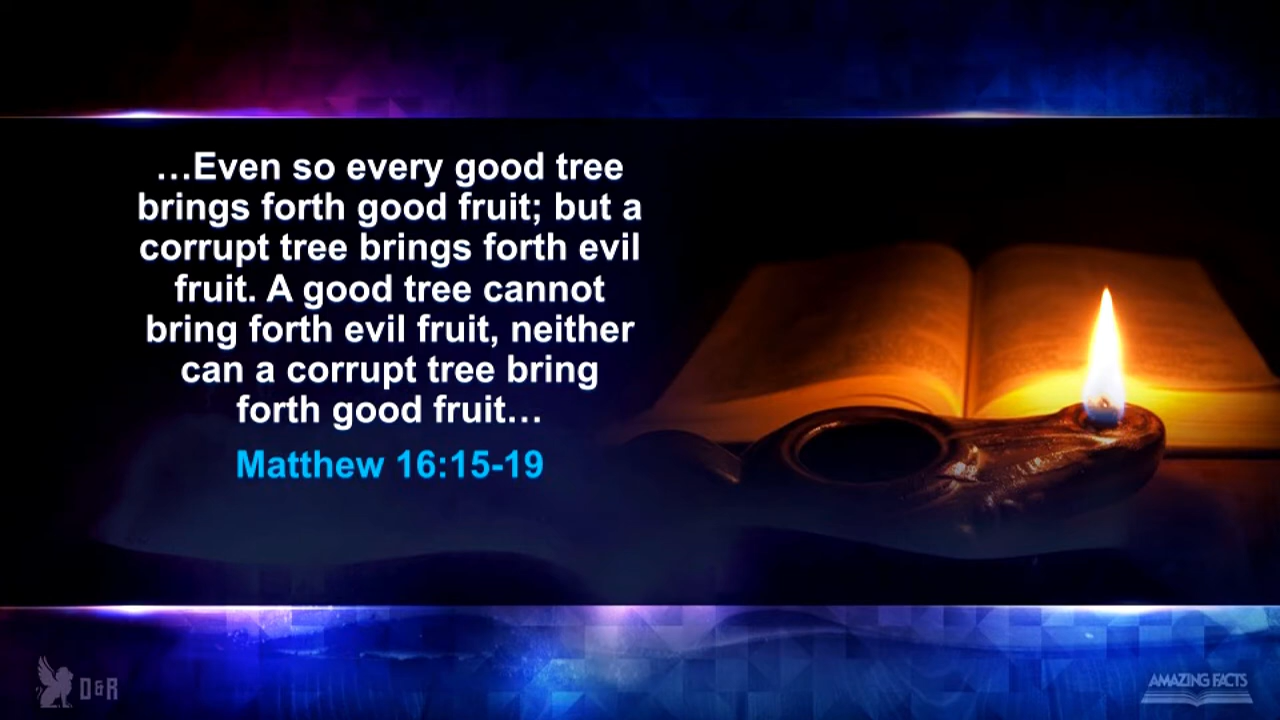 …Even so every good tree
brings forth good fruit; but a
corrupt tree brings forth evil
fruit. A good tree cannot
bring forth evil fruit, neither
can a corrupt tree bring
forth good fruit…
Matthew 16:15-19
D&R
AMAZING FACTS